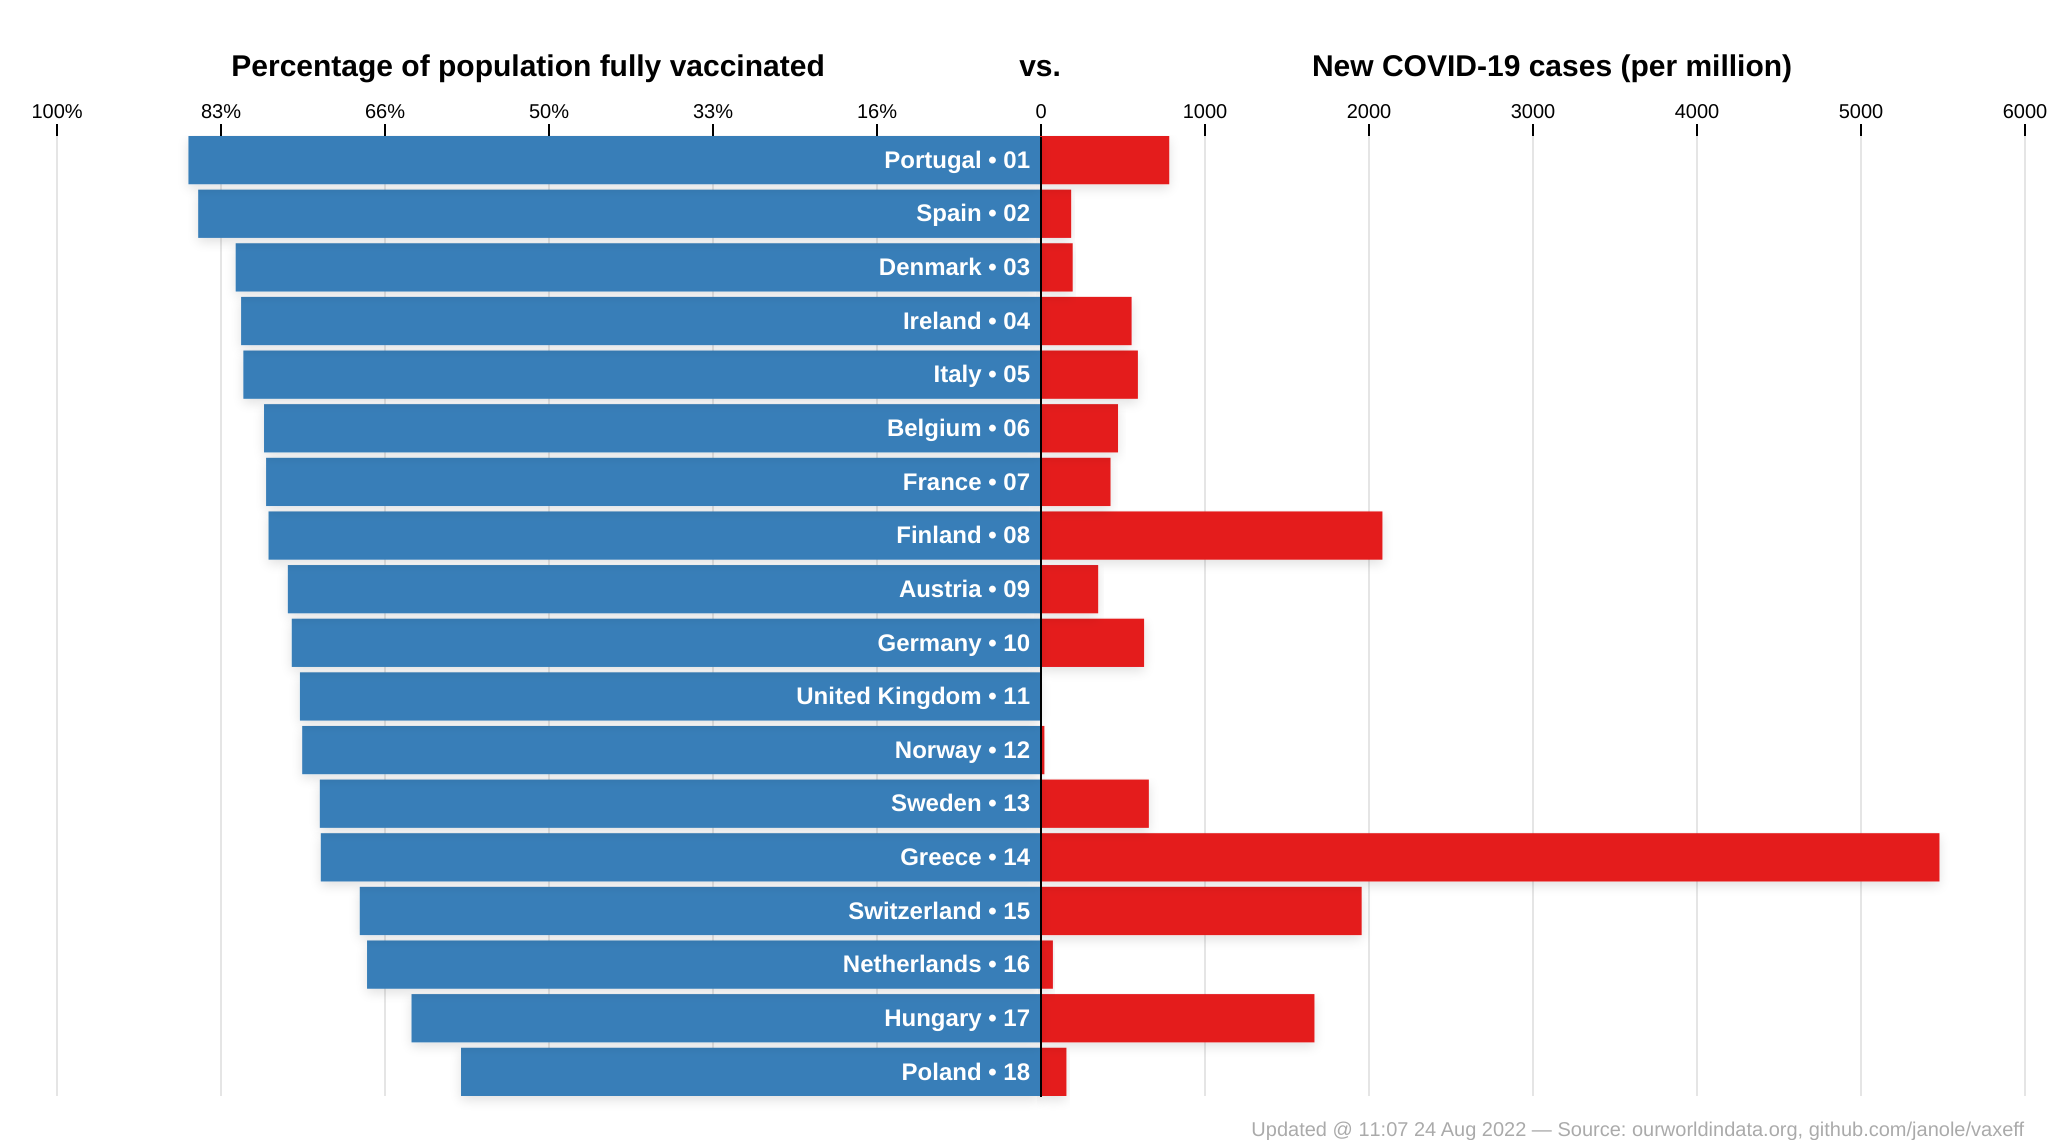 Percentage of population fully vaccinated vs. New COVID-19 cases (per million)
100% 83% 66% 50% 33% 16% 0 1000 2000 3000 4000 5000 6000
Portugal • 01
Spain • 02
Denmark • 03
Ireland • 04
Italy • 05
Belgium • 06
France • 07
Finland • 08
Austria • 09
Germany • 10
United Kingdom • 11
Norway • 12
Sweden • 13
Greece • 14
Switzerland • 15
Netherlands • 16
Hungary • 17
Poland • 18
Updated @ 11:07 24 Aug 2022 — Source: ourworldindata.org, github.com/janole/vaxeff